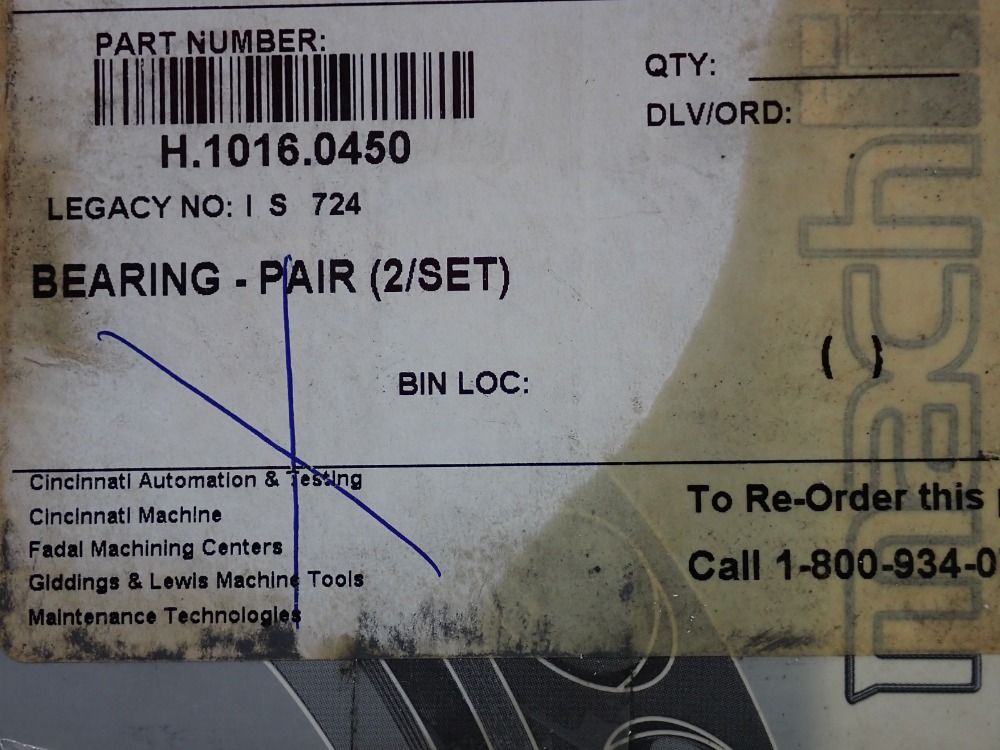 PART NUMBER:
H.1016.0450
QTY:
DLV/ORD:
LEGACY NO: I S 724
BEARING - PAIR (2/SET)
( )
BIN LOC:
Cincinnati Automation & Testing
Cincinnati Machine
Fadal Machining Centers
Giddings & Lewis Machine Tools
Maintenance Technologies
To Re-Order this
Call 1-800-934-0